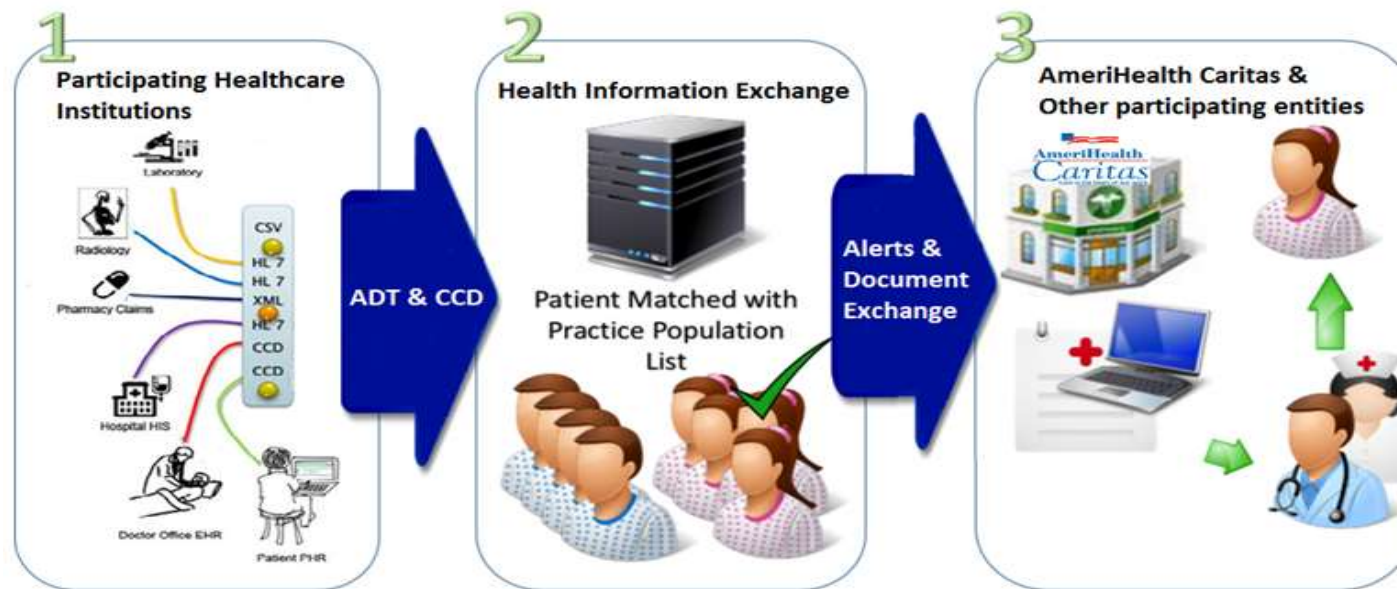 1
Participating Healthcare
Institutions
Laboratory
Radiology
Pharmacy Claims
Hospital HIS
Doctor Office EHR
Patient PHR
CSV
HL 7
HL 7
XML
HL 7
CCD
CCD
ADT & CCD
2
Health Information Exchange
Patient Matched with
Practice Population
List
Alerts &
Document
Exchange
3
AmeriHealth Caritas &
Other participating entities
AmeriHealth
Caritas